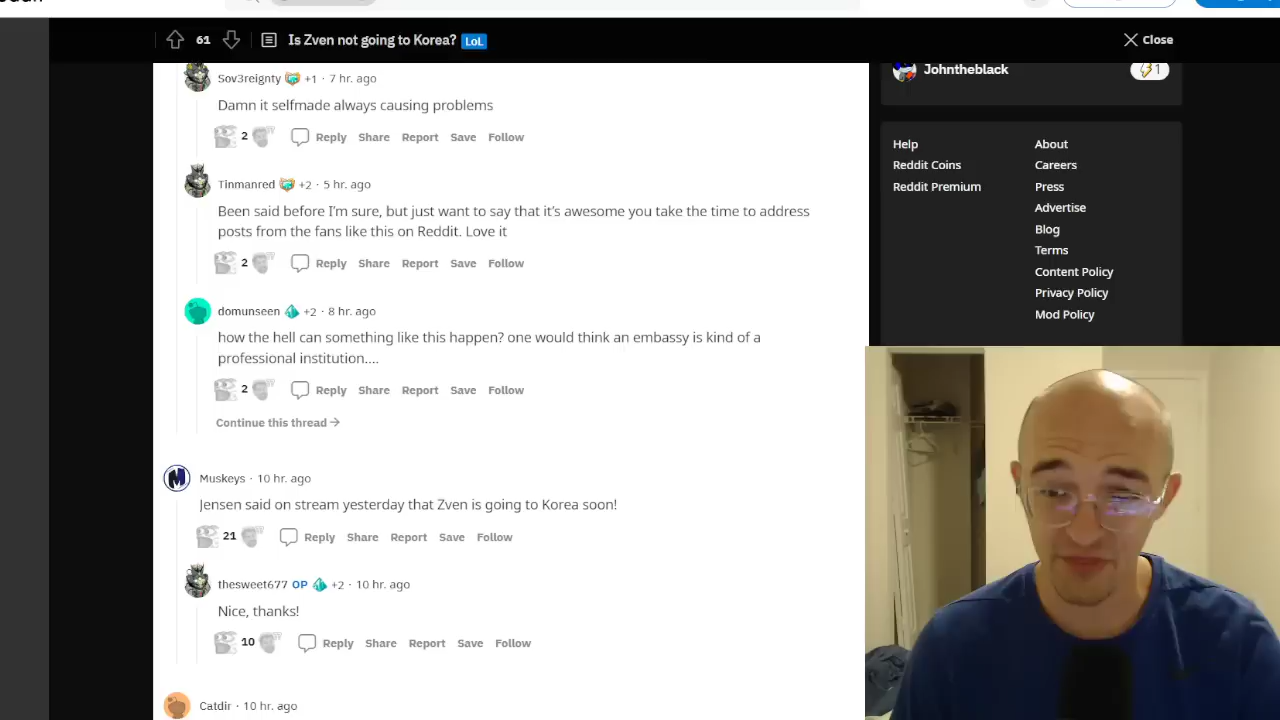 61
Is Zven not going to Korea? LoL
Close
Sov3reignty +1 · 7 hr. ago
Damn it selfmade always causing problems
2 Reply Share Report Save Follow
Tinmanred +2 · 5 hr. ago
Been said before I'm sure, but just want to say that it's awesome you take the time to address
posts from the fans like this on Reddit. Love it
2 Reply Share Report Save Follow
domunseen +2 · 8 hr. ago
how the hell can something like this happen? one would think an embassy is kind of a
professional institution....
2 Reply Share Report Save Follow
Continue this thread →
Muskeys · 10 hr. ago
Jensen said on stream yesterday that Zven is going to Korea soon!
21 Reply Share Report Save Follow
thesweet677 OP +2 · 10 hr. ago
Nice, thanks!
10 Reply Share Report Save Follow
Catdir · 10 hr. ago
Johntheblack
1
Help
Reddit Coins
Reddit Premium
About
Careers
Press
Advertise
Blog
Terms
Content Policy
Privacy Policy
Mod Policy